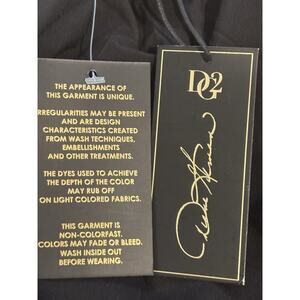 THE APPEARANCE OF
THIS GARMENT IS UNIQUE.
IRREGULARITIES MAY BE PRESENT
AND ARE DESIGN
CHARACTERISTICS CREATED
FROM WASH TECHNIQUES,
EMBELLISHMENTS
AND OTHER TREATMENTS.
THE DYES USED TO ACHIEVE
THE DEPTH OF THE COLOR
MAY RUB OFF
ON LIGHT COLORED FABRICS.
THIS GARMENT IS
NON-COLORFAST.
COLORS MAY FADE OR BLEED.
WASH INSIDE OUT
BEFORE WEARING.
DG2
Diane Gilman